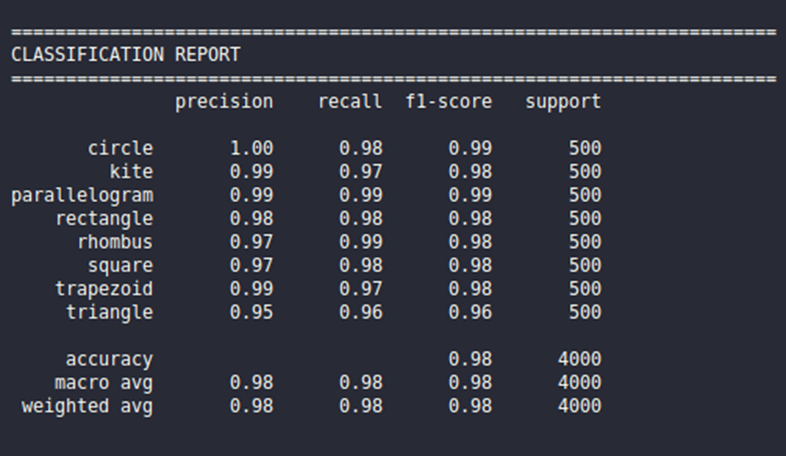 ======================================================================
CLASSIFICATION REPORT
======================================================================
               precision    recall  f1-score   support

       circle       1.00      0.98      0.99       500
         kite       0.99      0.97      0.98       500
parallelogram       0.99      0.99      0.99       500
    rectangle       0.98      0.98      0.98       500
      rhombus       0.97      0.99      0.98       500
       square       0.97      0.98      0.98       500
    trapezoid       0.99      0.97      0.98       500
     triangle       0.95      0.96      0.96       500

     accuracy                           0.98      4000
    macro avg       0.98      0.98      0.98      4000
 weighted avg       0.98      0.98      0.98      4000